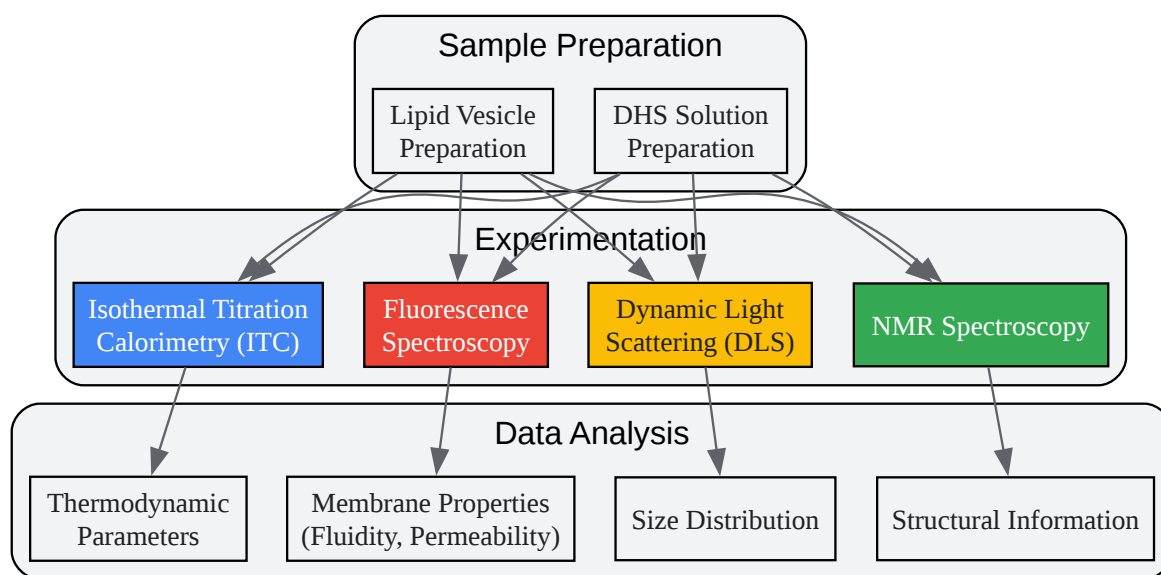 Sample Preparation
Lipid Vesicle
Preparation
DHS Solution
Preparation
Experimentation
Isothermal Titration
Calorimetry (ITC)
Fluorescence
Spectroscopy
Dynamic Light
Scattering (DLS)
NMR Spectroscopy
Data Analysis
Thermodynamic
Parameters
Membrane Properties
(Fluidity, Permeability)
Size Distribution
Structural Information